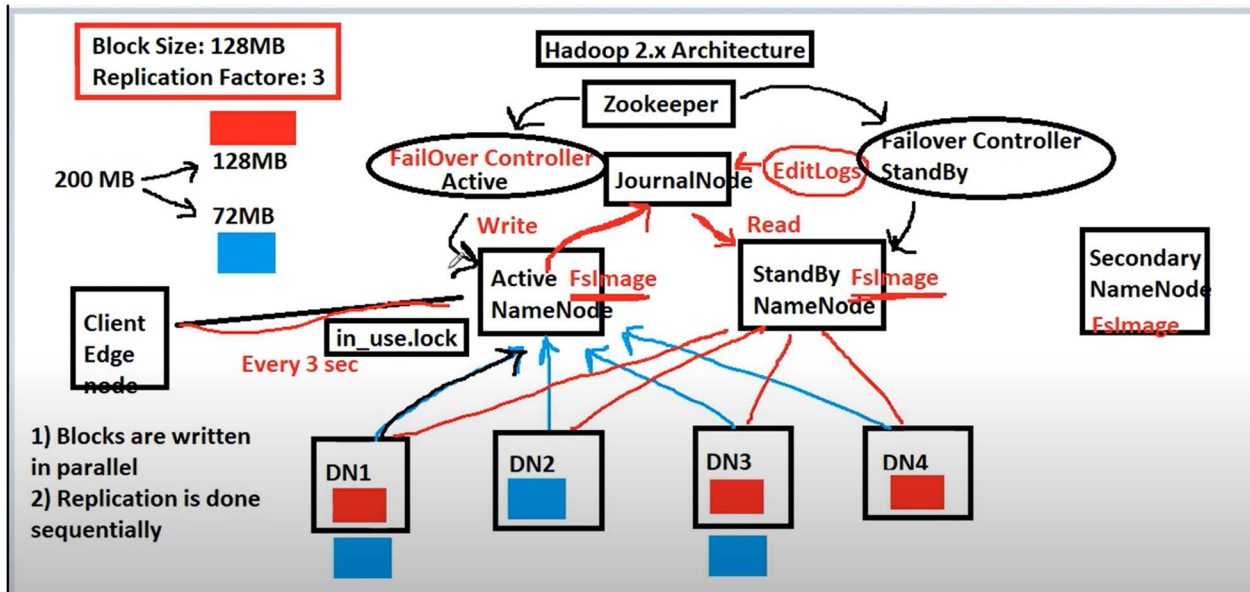 Block Size: 128MB
Replication Factore: 3
Hadoop 2.x Architecture
Zookeeper
128MB
200 MB
72MB
FailOver Controller
Active
JournalNode
EditLogs
Failover Controller
StandBy
Write
Read
Active FsImage
NameNode
StandBy FsImage
NameNode
Secondary
NameNode
FsImage
Client
Edge
node
in_use.lock
Every 3 sec
1) Blocks are written
in parallel
2) Replication is done
sequentially
DN1
DN2
DN3
DN4